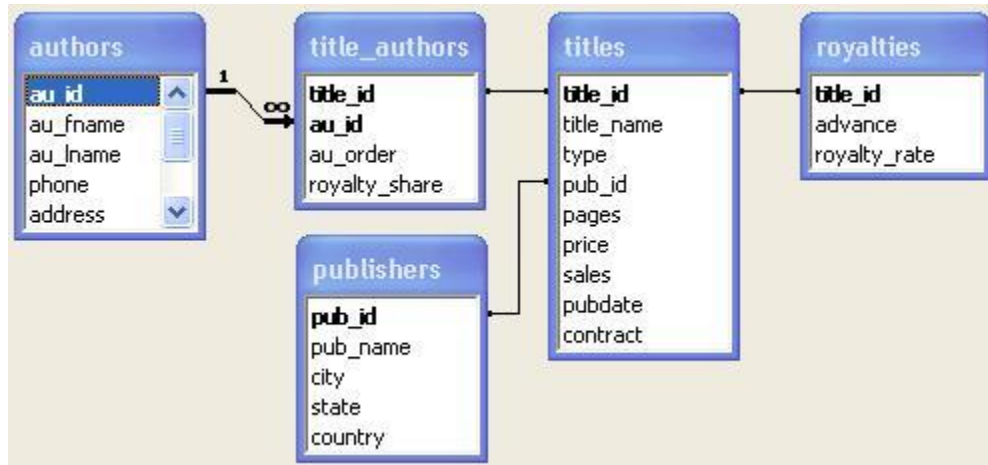 authors
au_id
au_fname
au_lname
phone
address
1
∞
title_authors
title_id
au_id
au_order
royalty_share
publishers
pub_id
pub_name
city
state
country
titles
title_id
title_name
type
pub_id
pages
price
sales
pubdate
contract
royalties
title_id
advance
royalty_rate